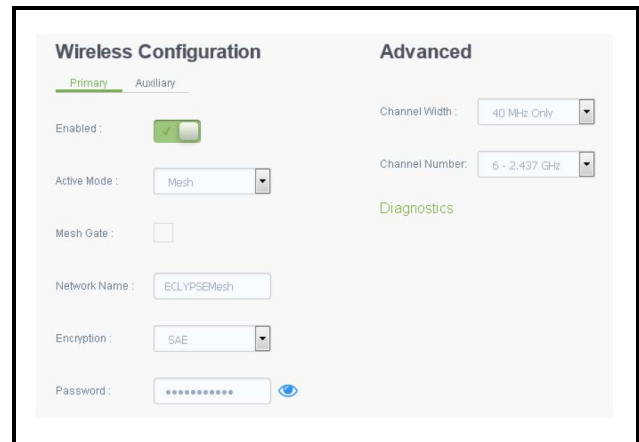 Wireless Configuration
Primary Auxiliary
Enabled :
Active Mode : Mesh
Mesh Gate :
Network Name : ECLYPSEMesh
Encryption : SAE
Password : •••••••••••
Advanced
Channel Width : 40 MHz Only
Channel Number: 6 - 2.437 GHz
Diagnostics